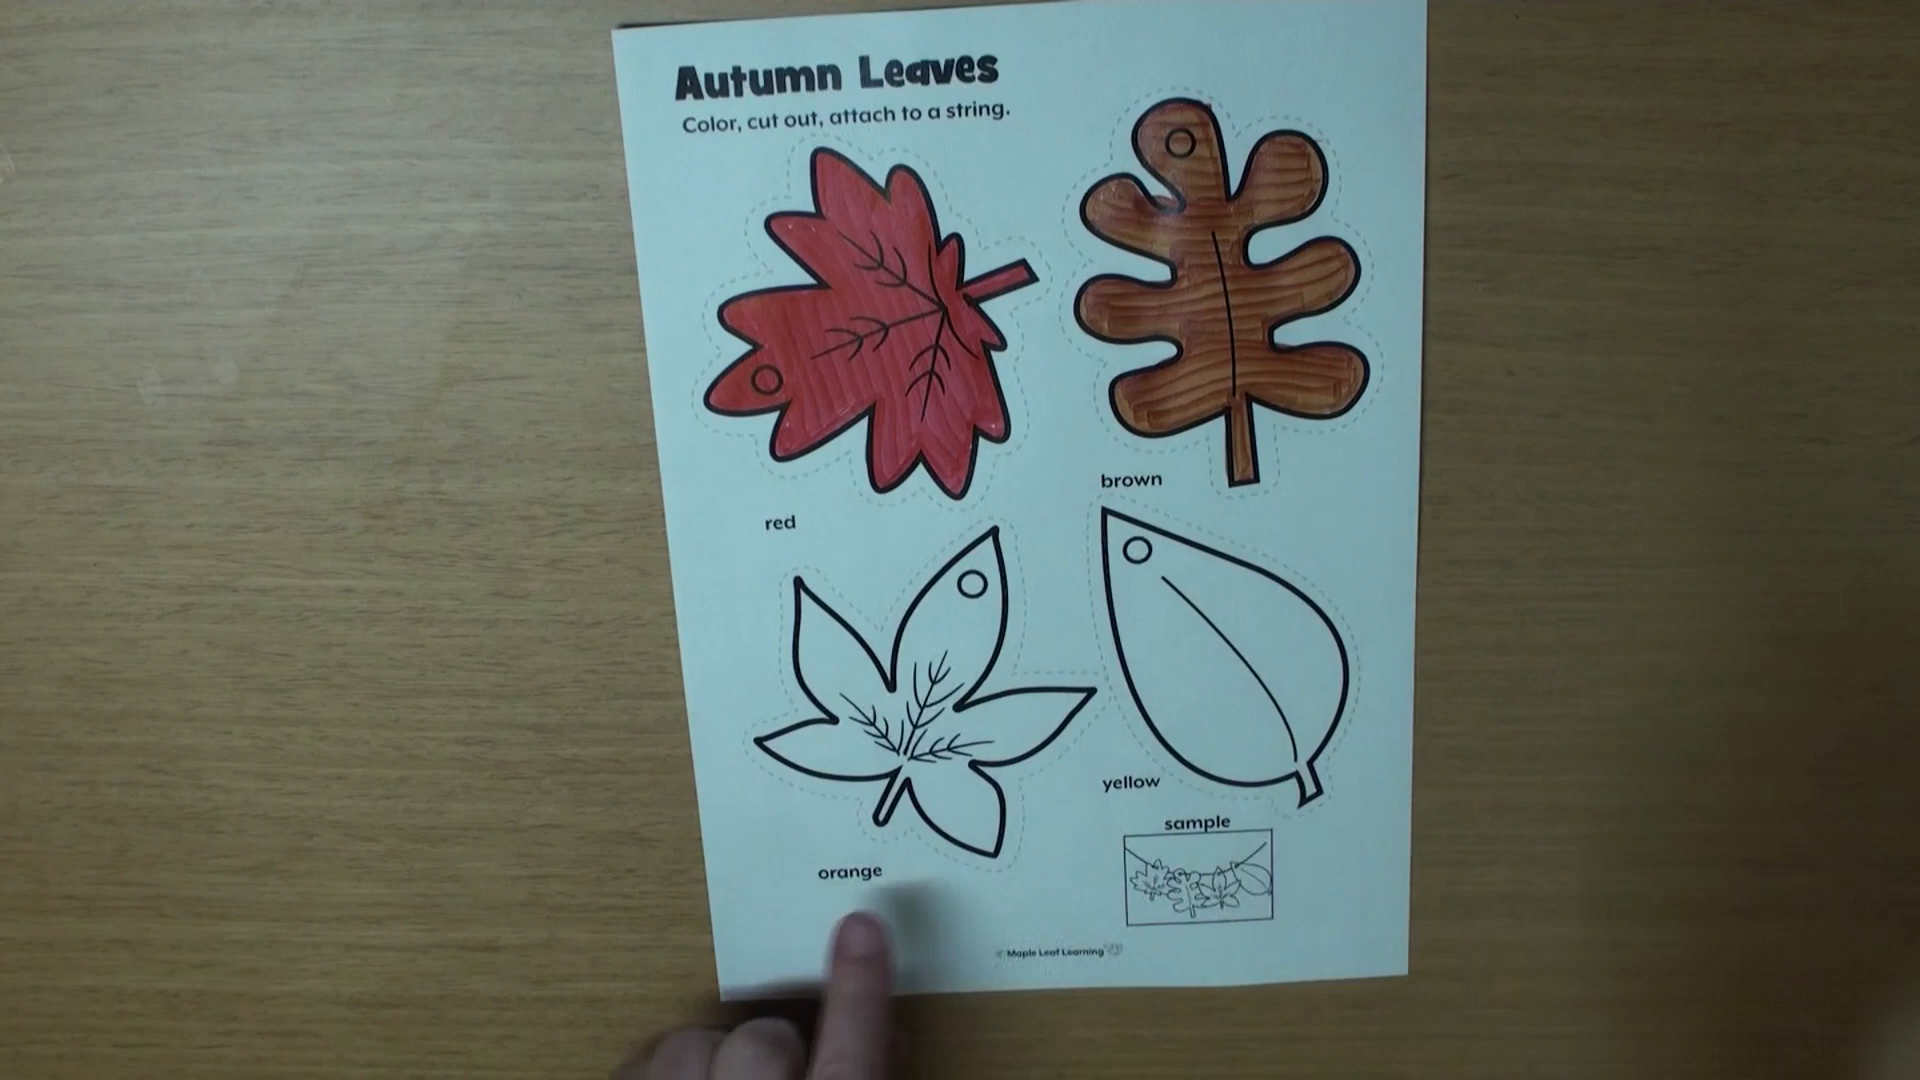 Autumn Leaves
Color, cut out, attach to a string.
red
brown
orange
yellow
sample
Maple Leaf Learning